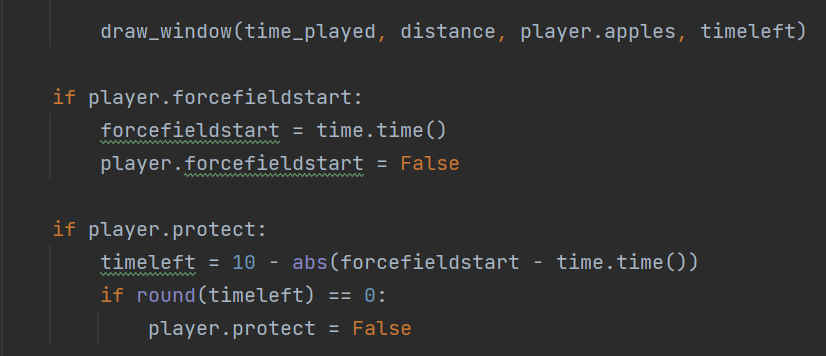 draw_window(time_played, distance, player.apples, timeleft)
if player.forcefieldstart:
forcefieldstart = time.time()
player.forcefieldstart = False
if player.protect:
timeleft = 10 - abs(forcefieldstart - time.time())
if round(timeleft) == 0:
player.protect = False